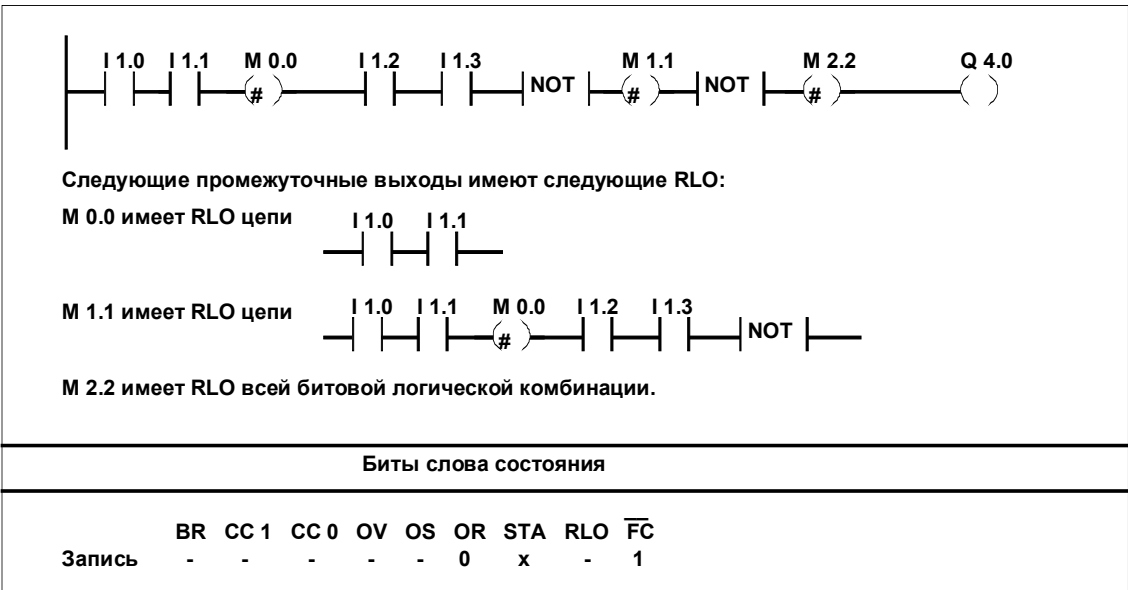 I 1.0 I 1.1 M 0.0 I 1.2 I 1.3 M 1.1 M 2.2 Q 4.0
# NOT # NOT #
Следующие промежуточные выходы имеют следующие RLO:
M 0.0 имеет RLO цепи I 1.0 I 1.1
M 1.1 имеет RLO цепи I 1.0 I 1.1 M 0.0 I 1.2 I 1.3
# NOT
M 2.2 имеет RLO всей битовой логической комбинации.
Биты слова состояния
BR CC 1 CC 0 OV OS OR STA RLO F̅C̅
Запись - - - - - 0 x - 1